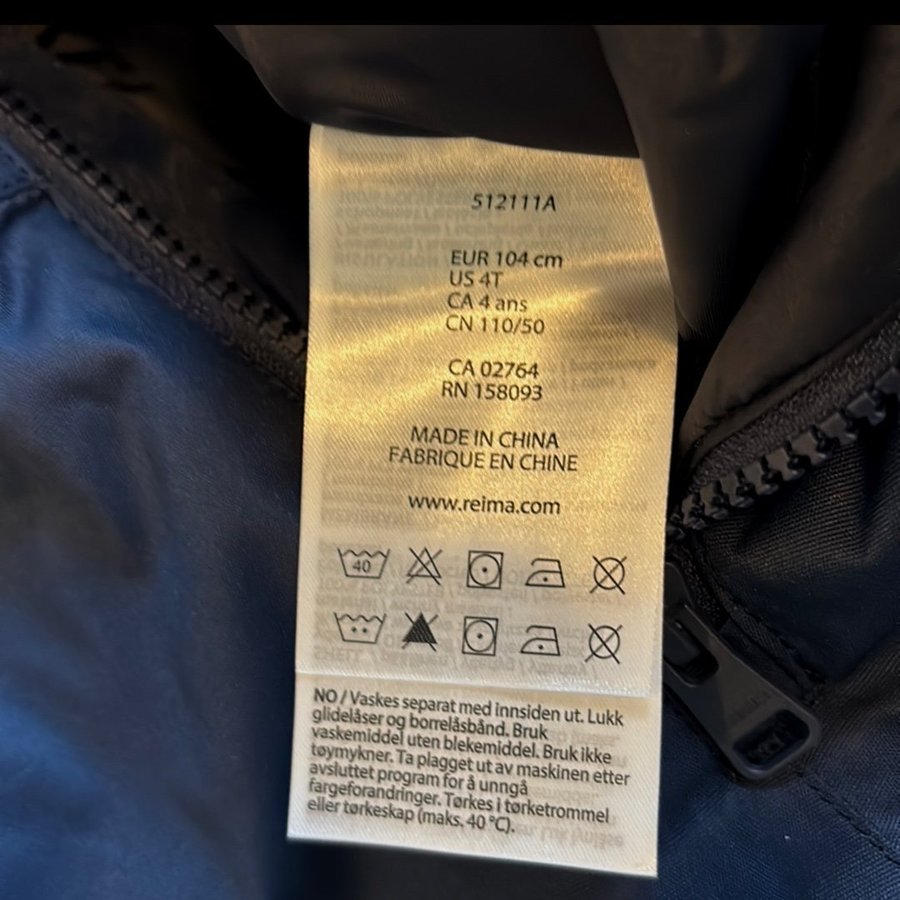 512111A
EUR 104 cm
US 4T
CA 4 ans
CN 110/50
CA 02764
RN 158093
MADE IN CHINA
FABRIQUE EN CHINE
www.reima.com
40
NO / Vaskes separat med innsiden ut. Lukk
glidelåser og borrelåsbånd. Bruk
vaskemiddel uten blekemiddel. Bruk ikke
tøymykner. Ta plagget ut av maskinen etter
avsluttet program for å unngå
fargeforandringer. Tørkes i tørketrommel
eller tørkeskap (maks. 40 °C).